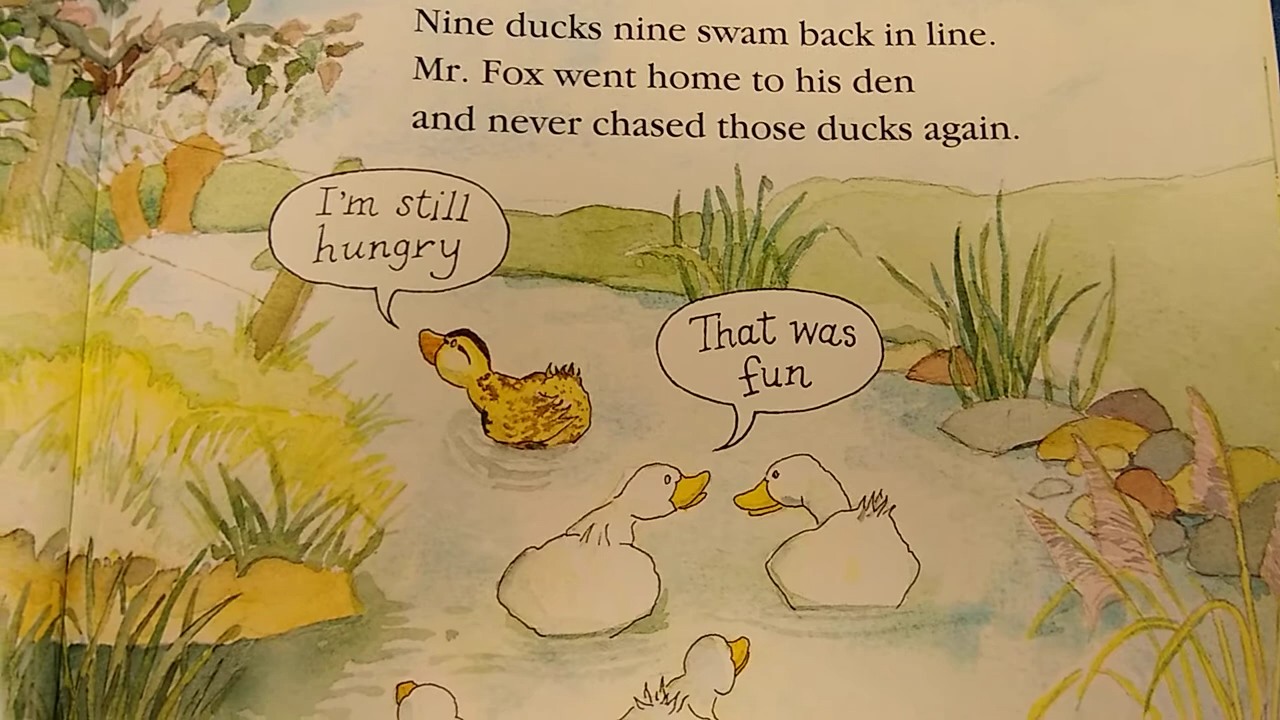 Nine ducks nine swam back in line.
Mr. Fox went home to his den
and never chased those ducks again.
I'm still
hungry
That was
fun